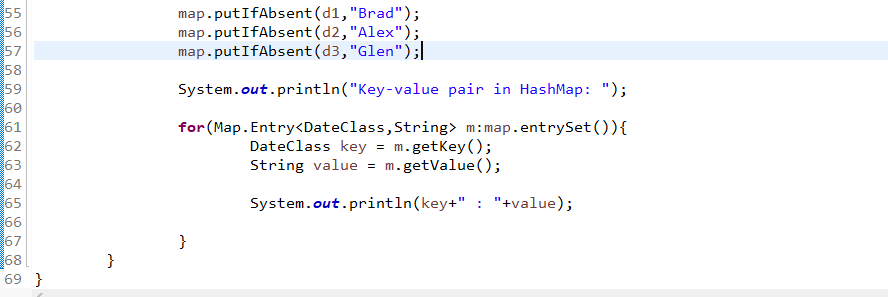 55 map.putIfAbsent(d1,"Brad");
56 map.putIfAbsent(d2,"Alex");
57 map.putIfAbsent(d3,"Glen");
58
59 System.out.println("Key-value pair in HashMap: ");
60
61 for(Map.Entry<DateClass,String> m:map.entrySet()){
62 DateClass key = m.getKey();
63 String value = m.getValue();
64
65 System.out.println(key+" : "+value);
66
67 }
68 }
69 }